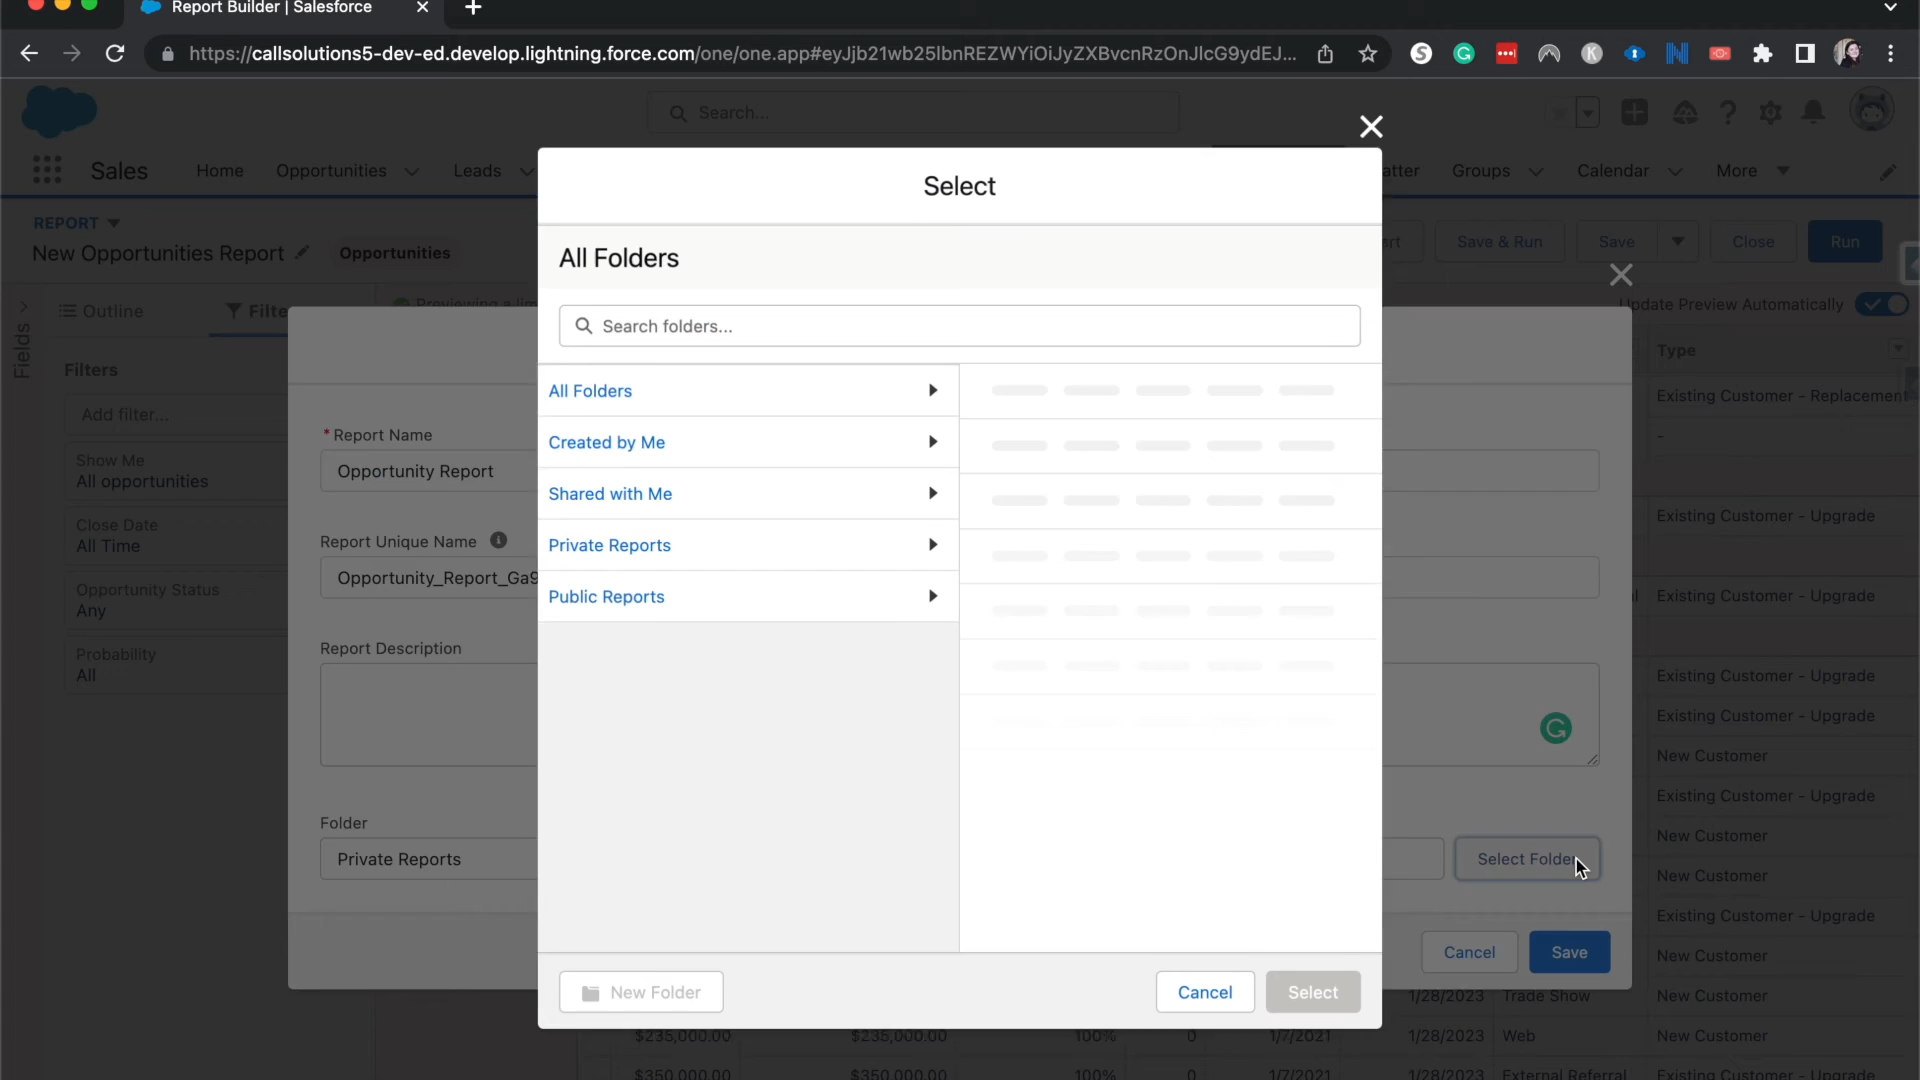 Report Builder | Salesforce
https://callsolutions5-dev-ed.develop.lightning.force.com/one/one.app#eyJjb21wb25lbnREZWYiOiJyZXBvcnRzOnJlcG9ydEJ...
Search...
Sales
Home
Opportunities
Leads
atter
Groups
Calendar
More
REPORT
New Opportunities Report
Opportunities
Save & Run
Save
Close
Run
Outline
Filte
Previewing a lim
Update Preview Automatically
Fields
Filters
Add filter...
Show Me
All opportunities
Close Date
All Time
Opportunity Status
Any
Probability
All
* Report Name
Opportunity Report
Report Unique Name
Opportunity_Report_Ga9
Report Description
Folder
Private Reports
Select Folder
Cancel
Save
Select
All Folders
Search folders...
All Folders
Created by Me
Shared with Me
Private Reports
Public Reports
New Folder
Cancel
Select
Type
Existing Customer - Replacement
-
Existing Customer - Upgrade
Existing Customer - Upgrade
Existing Customer - Upgrade
Existing Customer - Upgrade
New Customer
Existing Customer - Upgrade
New Customer
New Customer
Existing Customer - Upgrade
New Customer
1/28/2023 Trade Show New Customer
$235,000.00 $235,000.00 100% 0 1/7/2021 1/28/2023 Web New Customer
$350,000.00 $350,000.00 100% 0 1/7/2021 1/28/2023 External Referral Existing Customer - Upgrade